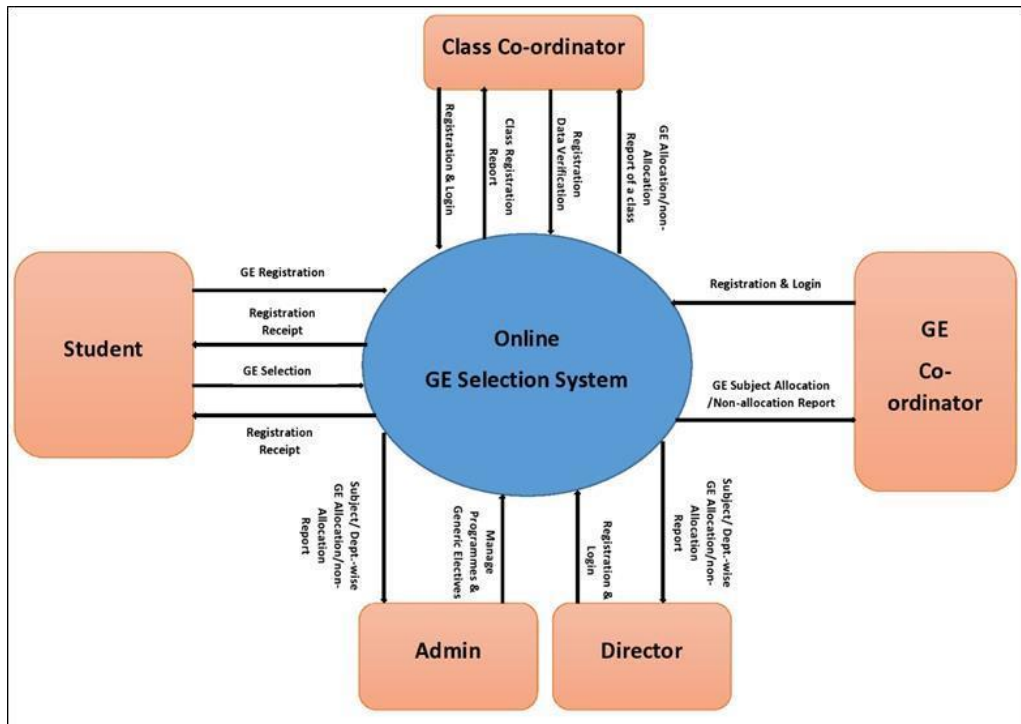 Class Co-ordinator
Registration & Login
Class Registration
Report
Registration
Data Verification
GE Allocation/non-
Allocation
Report of a class
Student
GE Registration
Registration
Receipt
GE Selection
Registration
Receipt
Online
GE Selection System
Registration & Login
GE Subject Allocation
/Non-allocation Report
GE
Co-
ordinator
Subject/ Dept.-wise
GE Allocation/non-
Allocation
Report
Manage
Programmes &
Generic Electives
Registration &
Login
Subject/ Dept.-wise
GE Allocation/non-
Allocation
Report
Admin
Director